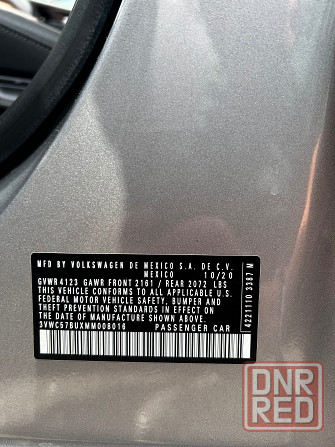 MFD BY VOLKSWAGEN DE MEXICO S.A. DE C.V.
MEXICO 10/20
GVWR4123 GAWR FRONT 2161 / REAR 2072 LBS
THIS VEHICLE CONFORMS TO ALL APPLICABLE U.S.
FEDERAL MOTOR VEHICLE SAFETY, BUMPER AND
THEFT PREVENTION STANDARDS IN EFFECT ON
THE DATE OF MANUFACTURE SHOWN ABOVE.
3VWC57BUXMM008016 PASSENGER CAR
4221110 3387 M
DNR
RED